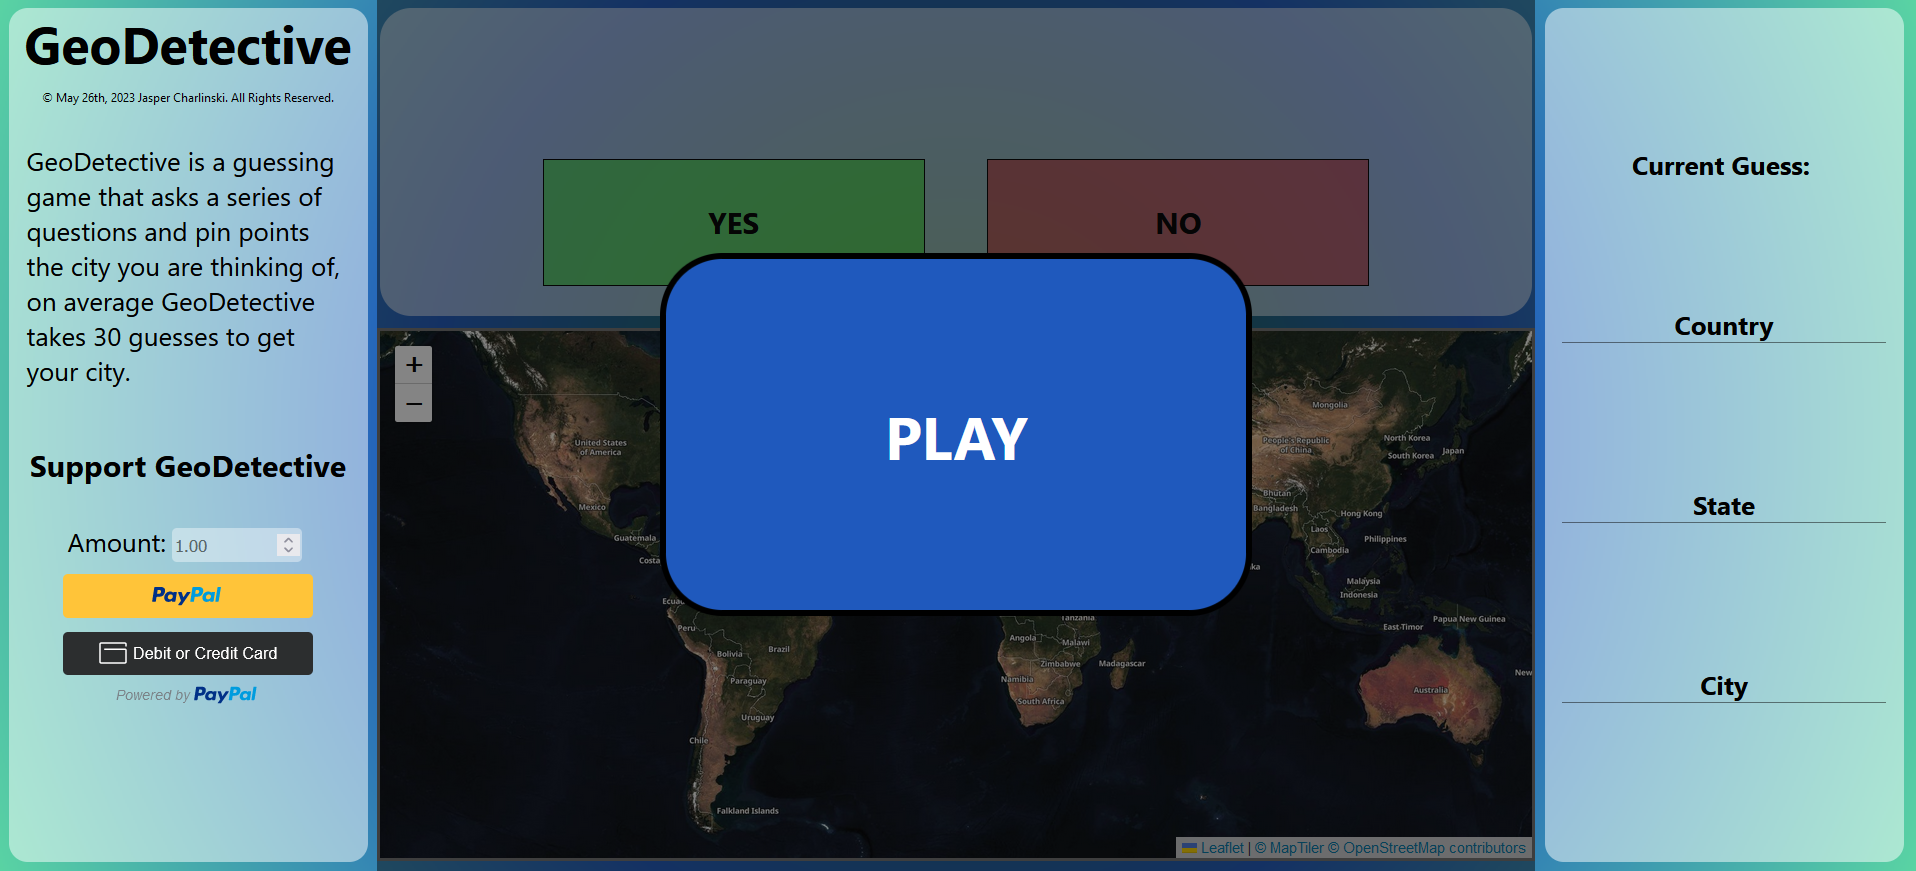 GeoDetective
© May 26th, 2023 Jasper Charlinski. All Rights Reserved.
GeoDetective is a guessing
game that asks a series of
questions and pin points
the city you are thinking of,
on average GeoDetective
takes 30 guesses to get
your city.
Support GeoDetective
Amount: 1.00
PayPal
Debit or Credit Card
Powered by PayPal
YES
NO
PLAY
+
−
United States
of America
Mexico
Guatemala
Peru
Bolivia
Brazil
Paraguay
Uruguay
Chile
Falkland Islands
Tanzania
Angola
Malawi
Zimbabwe
Madagascar
Namibia
South Africa
Mongolia
People's Republic
of China
North Korea
South Korea
Japan
Bhutan
Bangladesh
Hong Kong
Laos
Philippines
Cambodia
Malaysia
Indonesia
East Timor
Papua New Guinea
Australia
New
Leaflet | © MapTiler © OpenStreetMap contributors
Current Guess:
Country
State
City